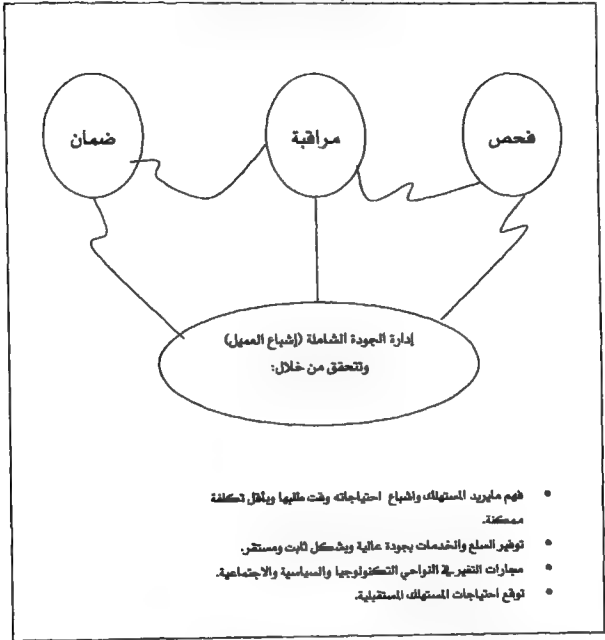 فحص
مراقبة
ضمان
إدارة الجودة الشاملة (إشباع العميل)
وتتحقق من خلال:
• فهم مايريد المستهلك واشباع احتياجاته وقت طلبها وبأقل تكلفة
ممكنة.
• توفير السلع والخدمات بجودة عالية وبشكل ثابت ومستقر.
• مجارات التغير في النواحي التكنولوجيا والسياسية والاجتماعية.
• توقع احتياجات المستهلك المستقبلية.